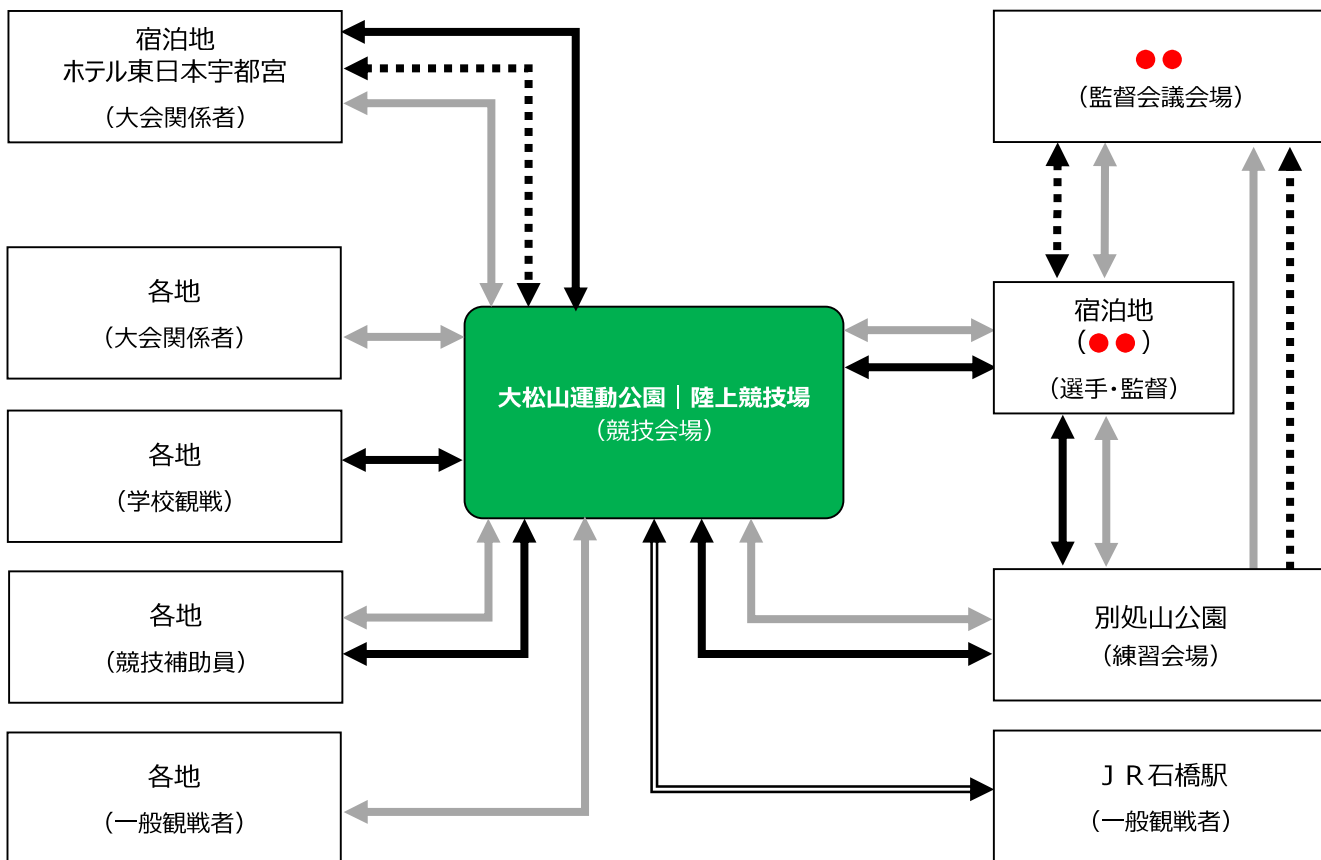 宿泊地
ホテル東日本宇都宮
（大会関係者）
●●
（監督会議会場）
各地
（大会関係者）
宿泊地
（●●）
（選手・監督）
大松山運動公園｜陸上競技場
（競技会場）
各地
（学校観戦）
各地
（競技補助員）
別処山公園
（練習会場）
各地
（一般観戦者）
ＪＲ石橋駅
（一般観戦者）